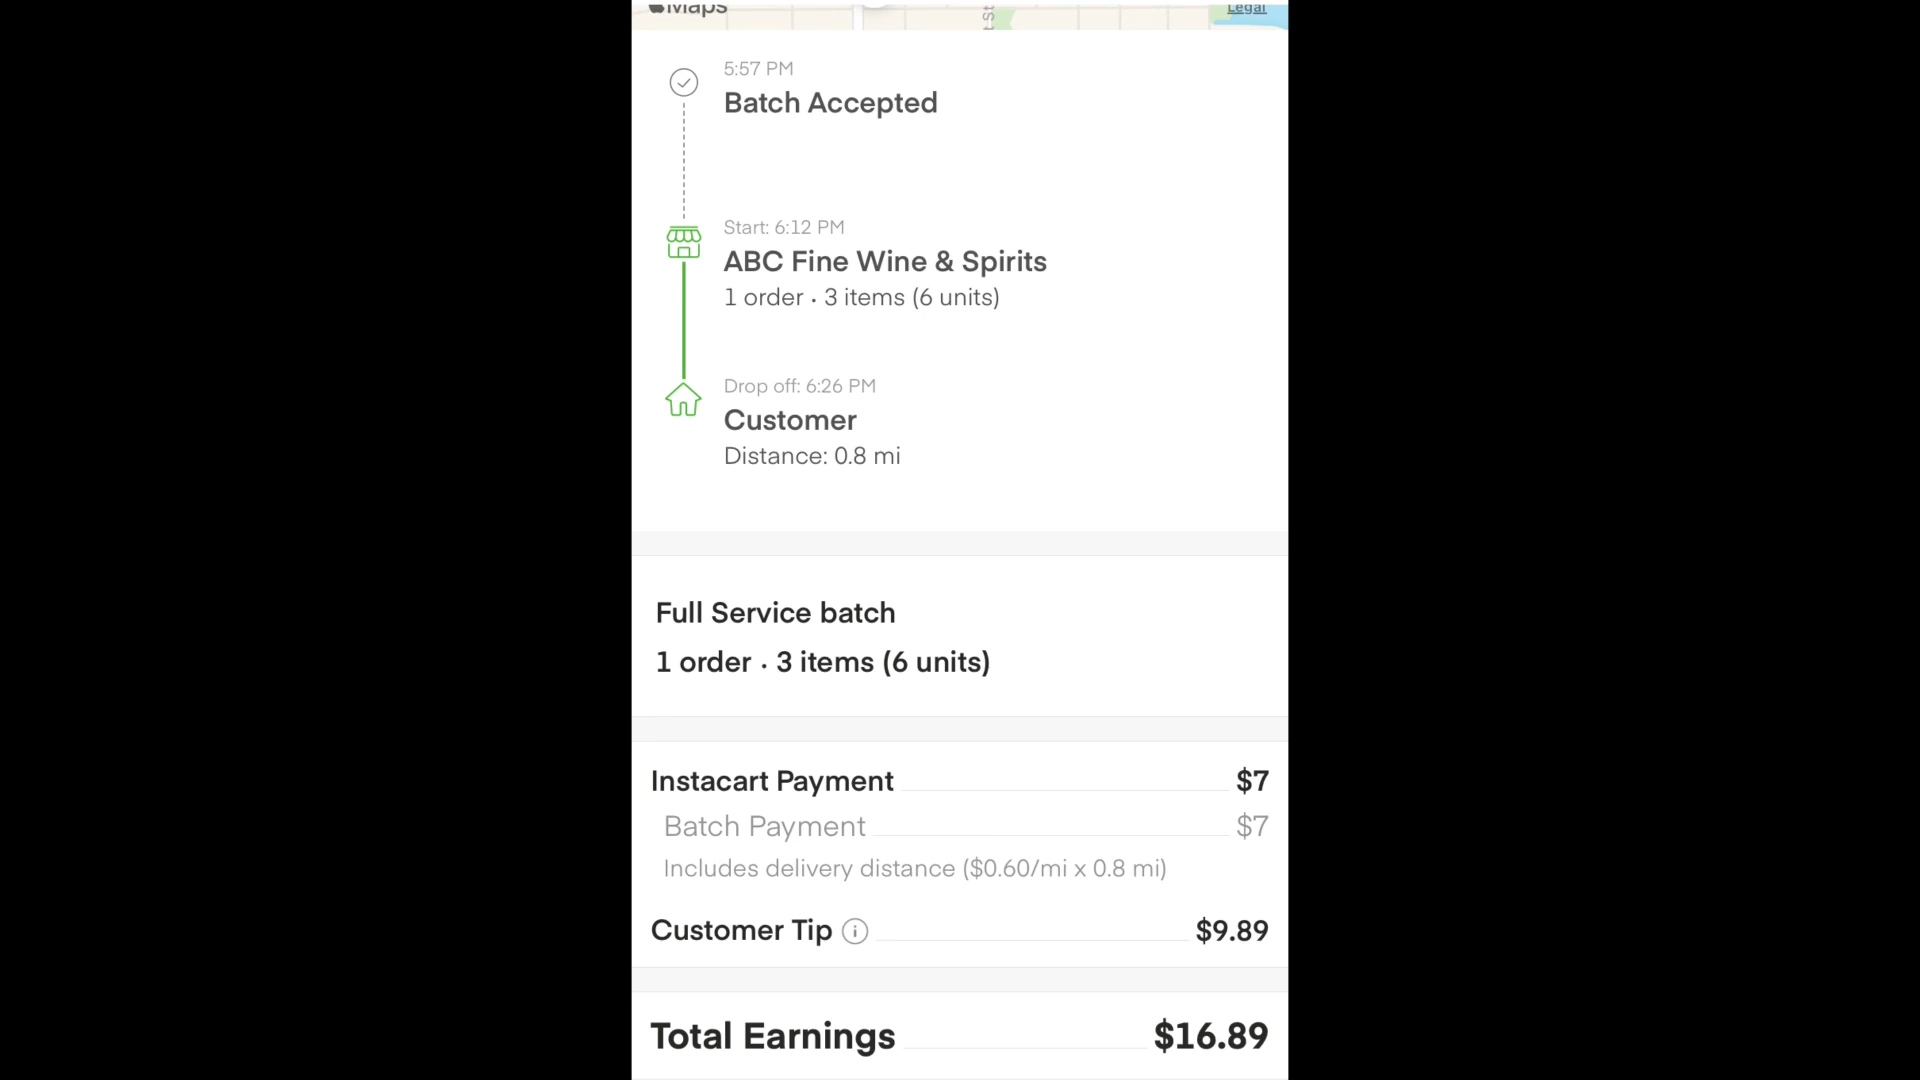 Maps
Legal
5:57 PM
Batch Accepted
Start: 6:12 PM
ABC Fine Wine & Spirits
1 order · 3 items (6 units)
Drop off: 6:26 PM
Customer
Distance: 0.8 mi
Full Service batch
1 order · 3 items (6 units)
Instacart Payment $7
Batch Payment $7
Includes delivery distance ($0.60/mi x 0.8 mi)
Customer Tip $9.89
Total Earnings $16.89